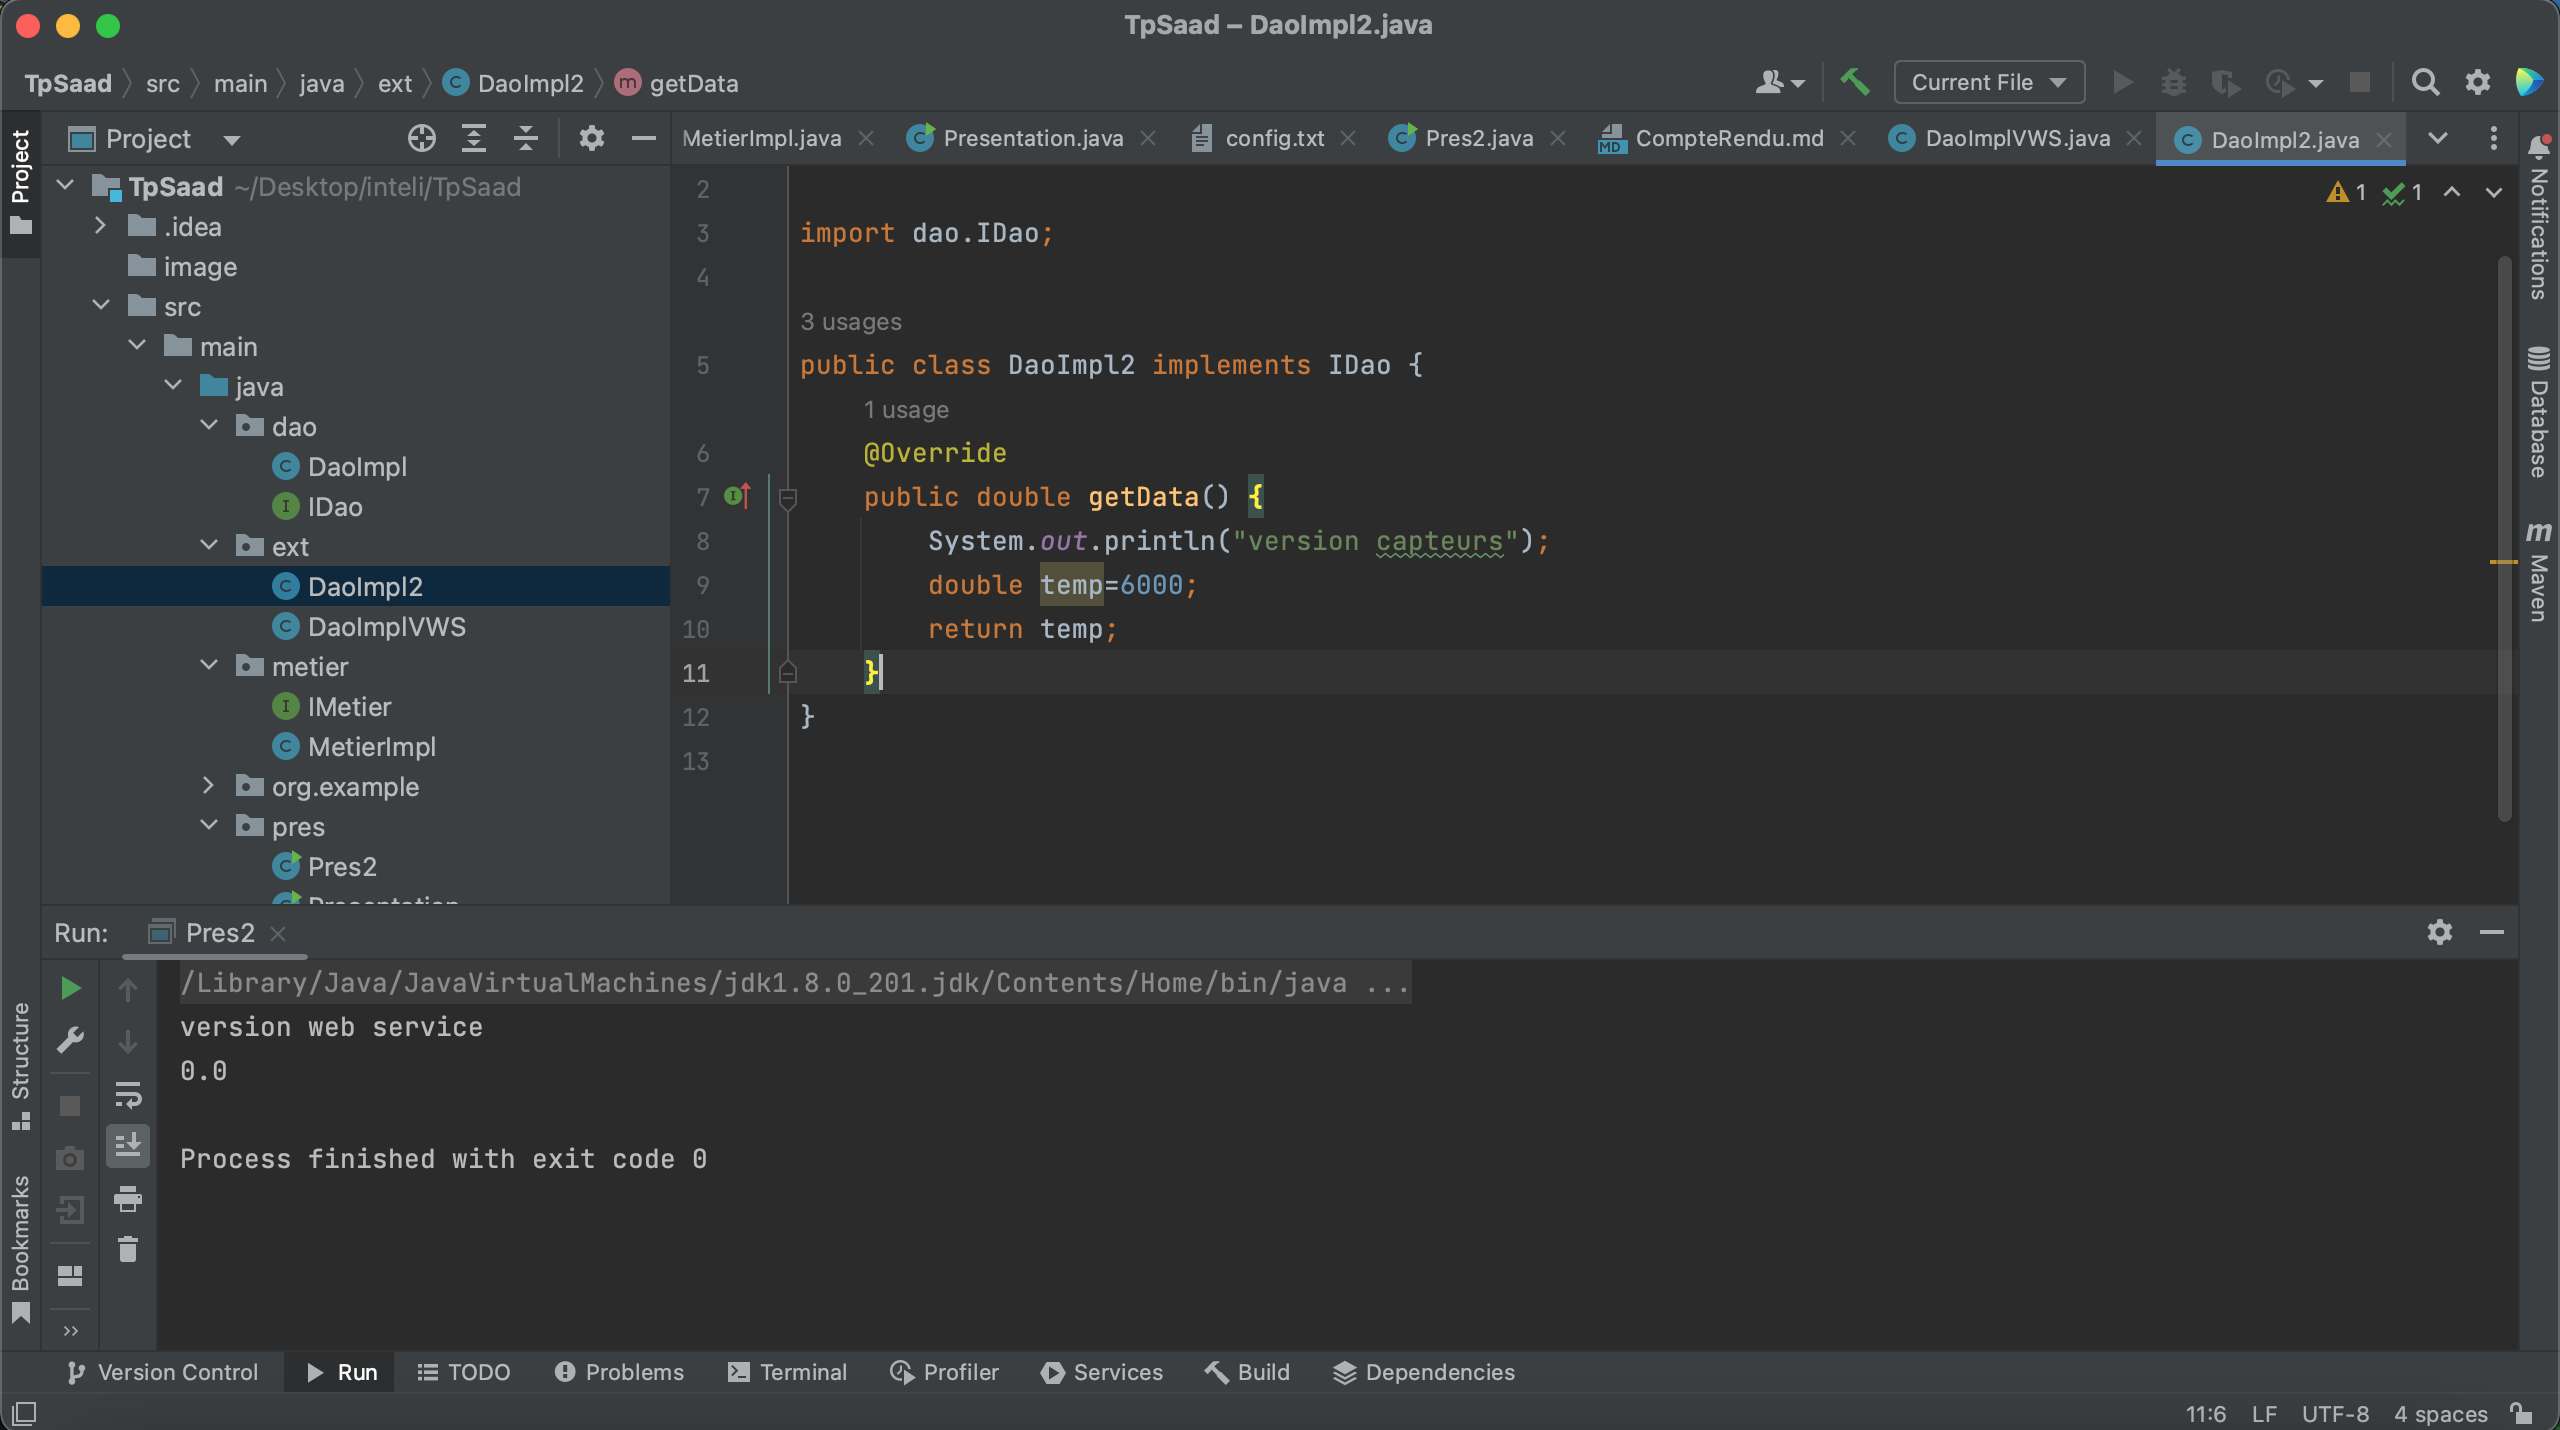 TpSaad – DaoImpl2.java
TpSaad src main java ext DaoImpl2 getData
Current File
Project
Project
MetierImpl.java Presentation.java config.txt Pres2.java CompteRendu.md DaoImplVWS.java DaoImpl2.java
TpSaad ~/Desktop/inteli/TpSaad
.idea
image
src
main
java
dao
DaoImpl
IDao
ext
DaoImpl2
DaoImplVWS
metier
IMetier
MetierImpl
org.example
pres
Pres2
Presentation
2
3 import dao.IDao;
4
3 usages
5 public class DaoImpl2 implements IDao {
1 usage
6 @Override
7 public double getData() {
8 System.out.println("version capteurs");
9 double temp=6000;
10 return temp;
11 }
12 }
13
1 1
Notifications
Database
Maven
Run: Pres2
/Library/Java/JavaVirtualMachines/jdk1.8.0_201.jdk/Contents/Home/bin/java ...
version web service
0.0
Process finished with exit code 0
Structure
Bookmarks
Version Control Run TODO Problems Terminal Profiler Services Build Dependencies
11:6 LF UTF-8 4 spaces